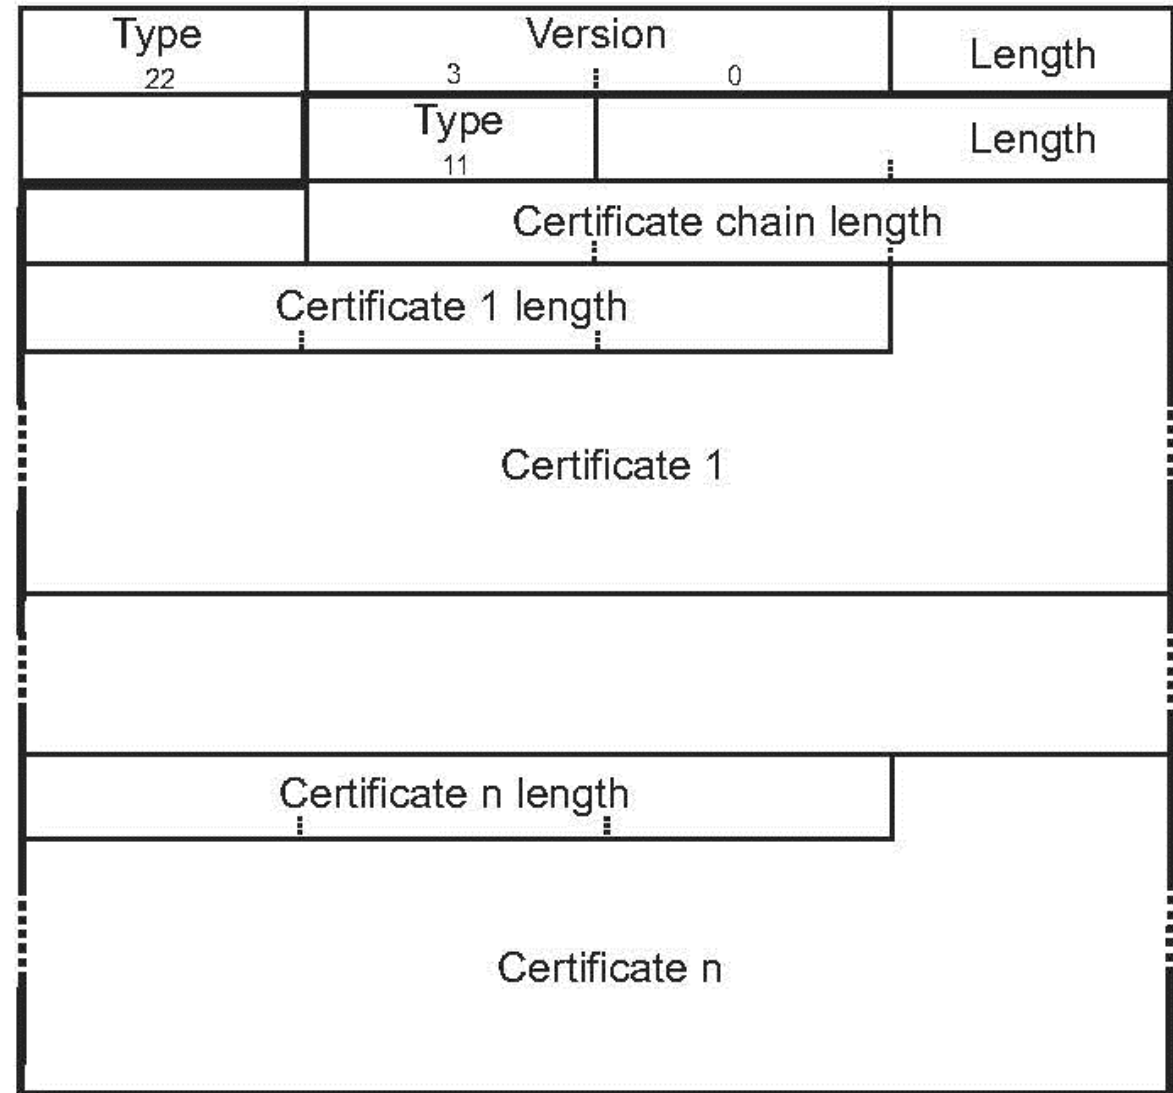 Type Version Length
22 3 0
Type Length
11
Certificate chain length
Certificate 1 length
Certificate 1
Certificate n length
Certificate n